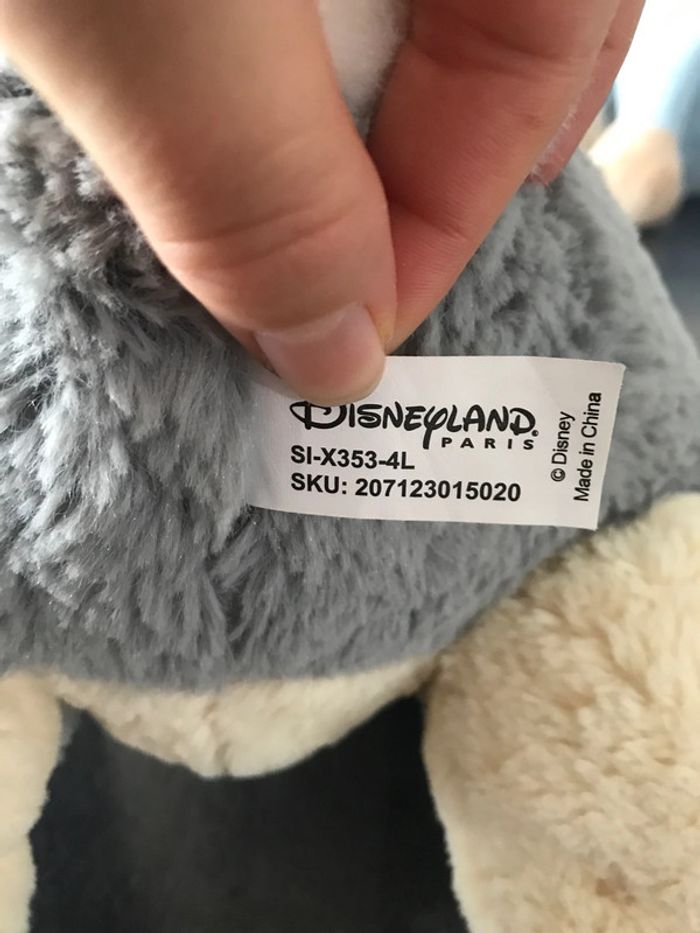 DISNEYLAND®
PARIS
SI-X353-4L
SKU: 207123015020
© Disney
Made in China